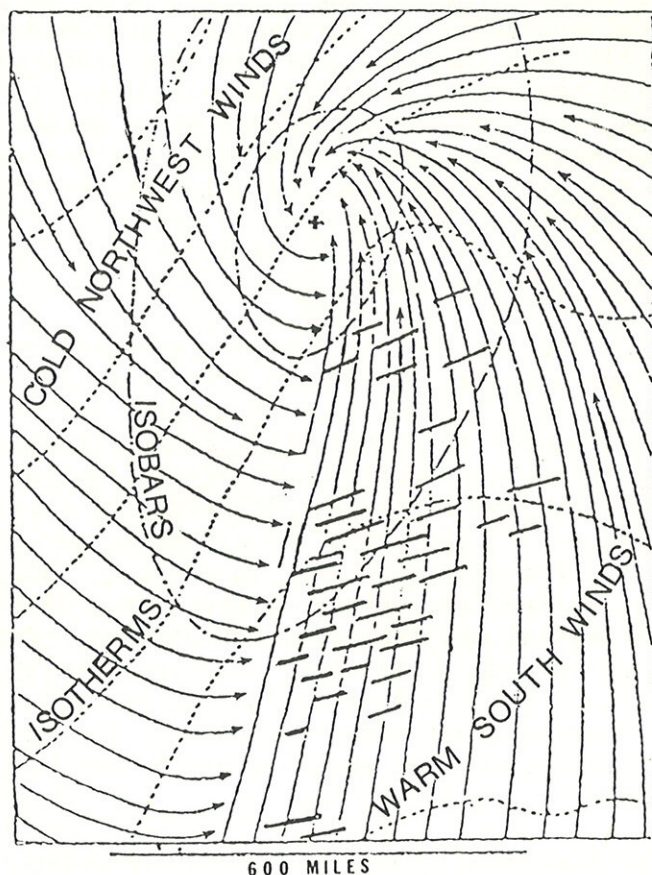 COLD NORTHWEST WINDS
ISOBARS
ISOTHERMS
WARM SOUTH WINDS
600 MILES